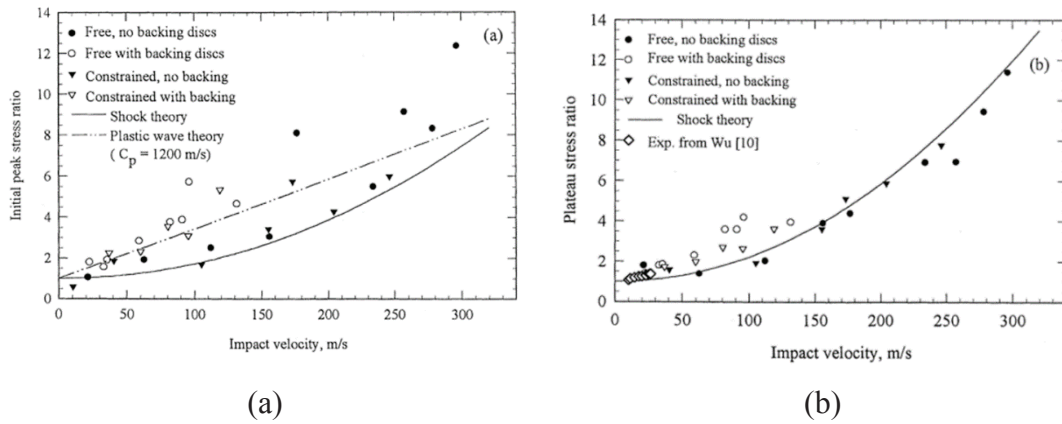 14
12
10
8
6
4
2
0
Initial peak stress ratio
Free, no backing discs
Free with backing discs
Constrained, no backing
Constrained with backing
Shock theory
Plastic wave theory
( Cp = 1200 m/s)
(a)
0 50 100 150 200 250 300
Impact velocity, m/s
(a)
14
12
10
8
6
4
2
0
Plateau stress ratio
Free, no backing discs
Free with backing discs
Constrained, no backing
Constrained with backing
Shock theory
Exp. from Wu [10]
(b)
0 50 100 150 200 250 300
Impact velocity, m/s
(b)